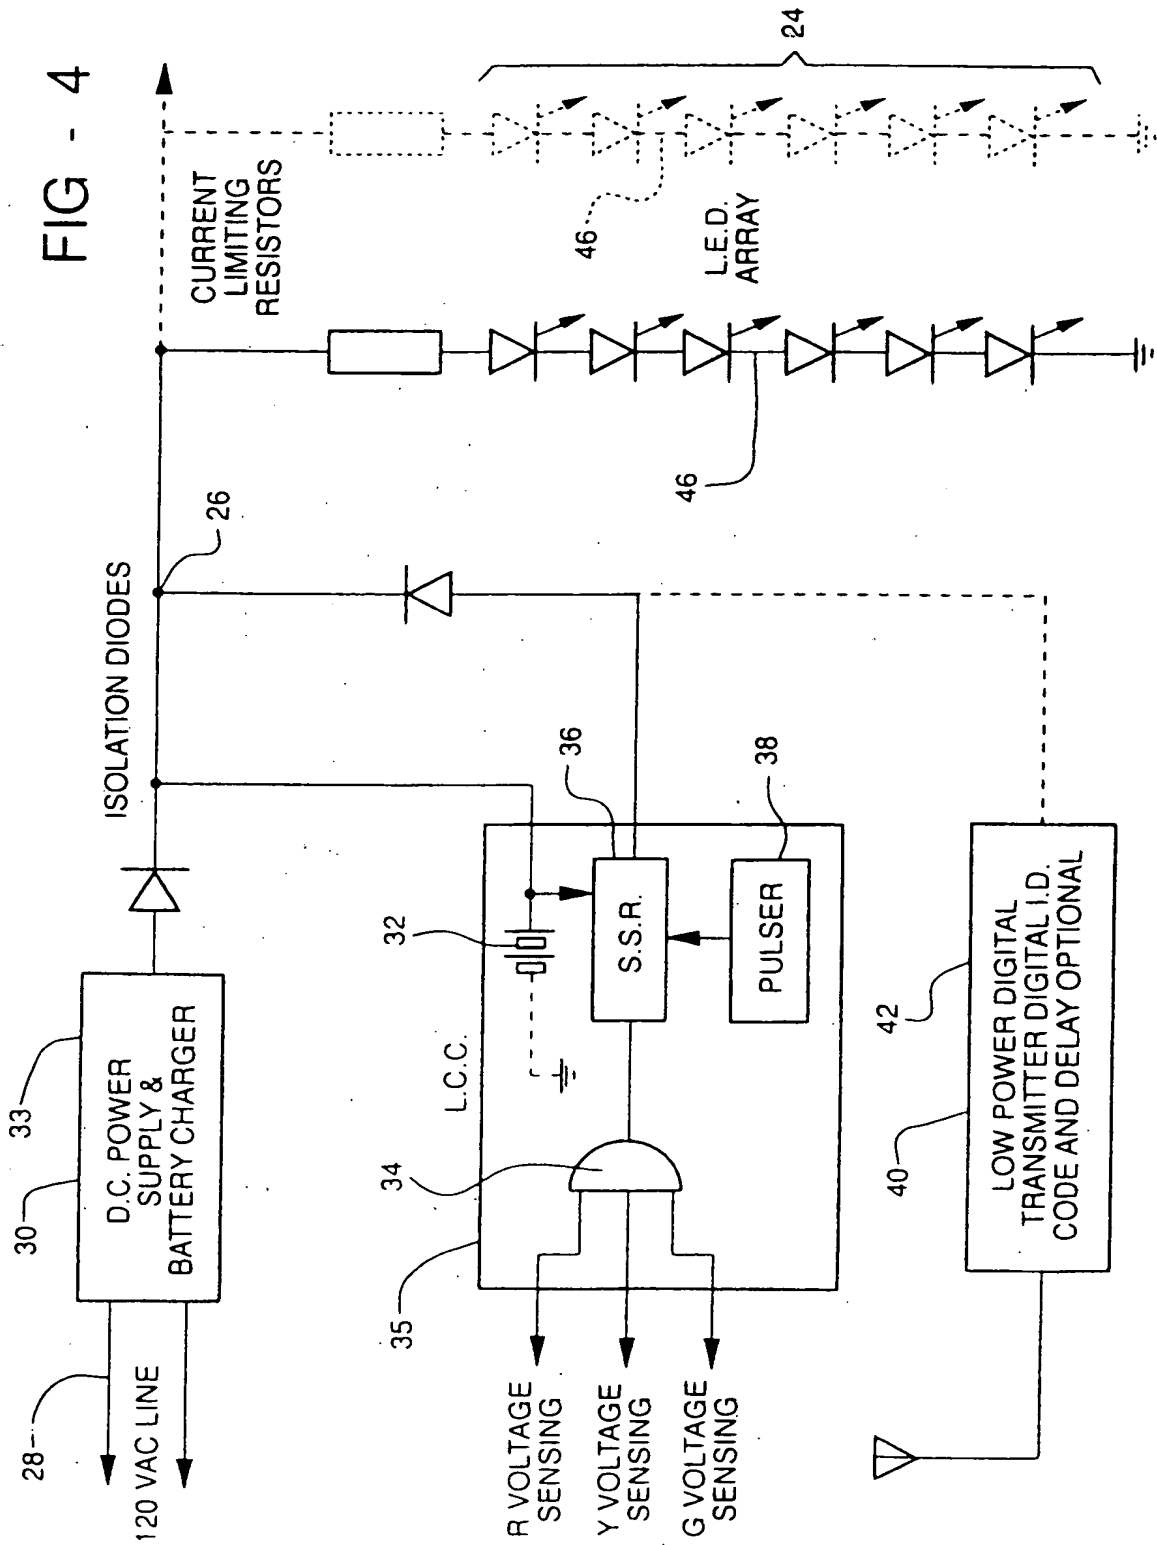 FIG - 4
ISOLATION DIODES
CURRENT
LIMITING
RESISTORS
28
120 VAC LINE
30
33
D.C. POWER
SUPPLY &
BATTERY CHARGER
26
35
34
L.C.C.
32
36
38
S.S.R.
PULSER
R VOLTAGE
SENSING
Y VOLTAGE
SENSING
G VOLTAGE
SENSING
46
46
L.E.D.
ARRAY
24
40
42
LOW POWER DIGITAL
TRANSMITTER DIGITAL I.D.
CODE AND DELAY OPTIONAL